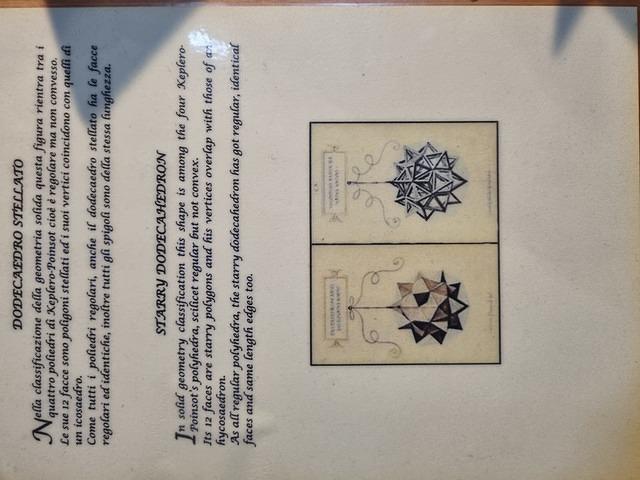 DODECAEDRO STELLATO
Nella classificazione della geometria solida questa figura rientra tra i
quattro poliedri di Keplero-Poinsot cioè è regolare ma non convesso.
Le sue 12 facce sono poligoni stellati ed i suoi vertici coincidono con quelli di
un icosaedro.
Come tutti i poliedri regolari, anche il dodecaedro stellato ha le facce
regolari ed identiche, inoltre tutti gli spigoli sono della stessa lunghezza.
STARRY DODECAHEDRON
In solid geometry classification this shape is among the four Keplero-
Poinsot's polyhedra, scilicet regular but not convex.
Its 12 faces are starry polygons and his vertices overlap with those of an
hycosaedron.
As all regular polyhedra, the starry dodecahedron has got regular, identical
faces and same length edges too.